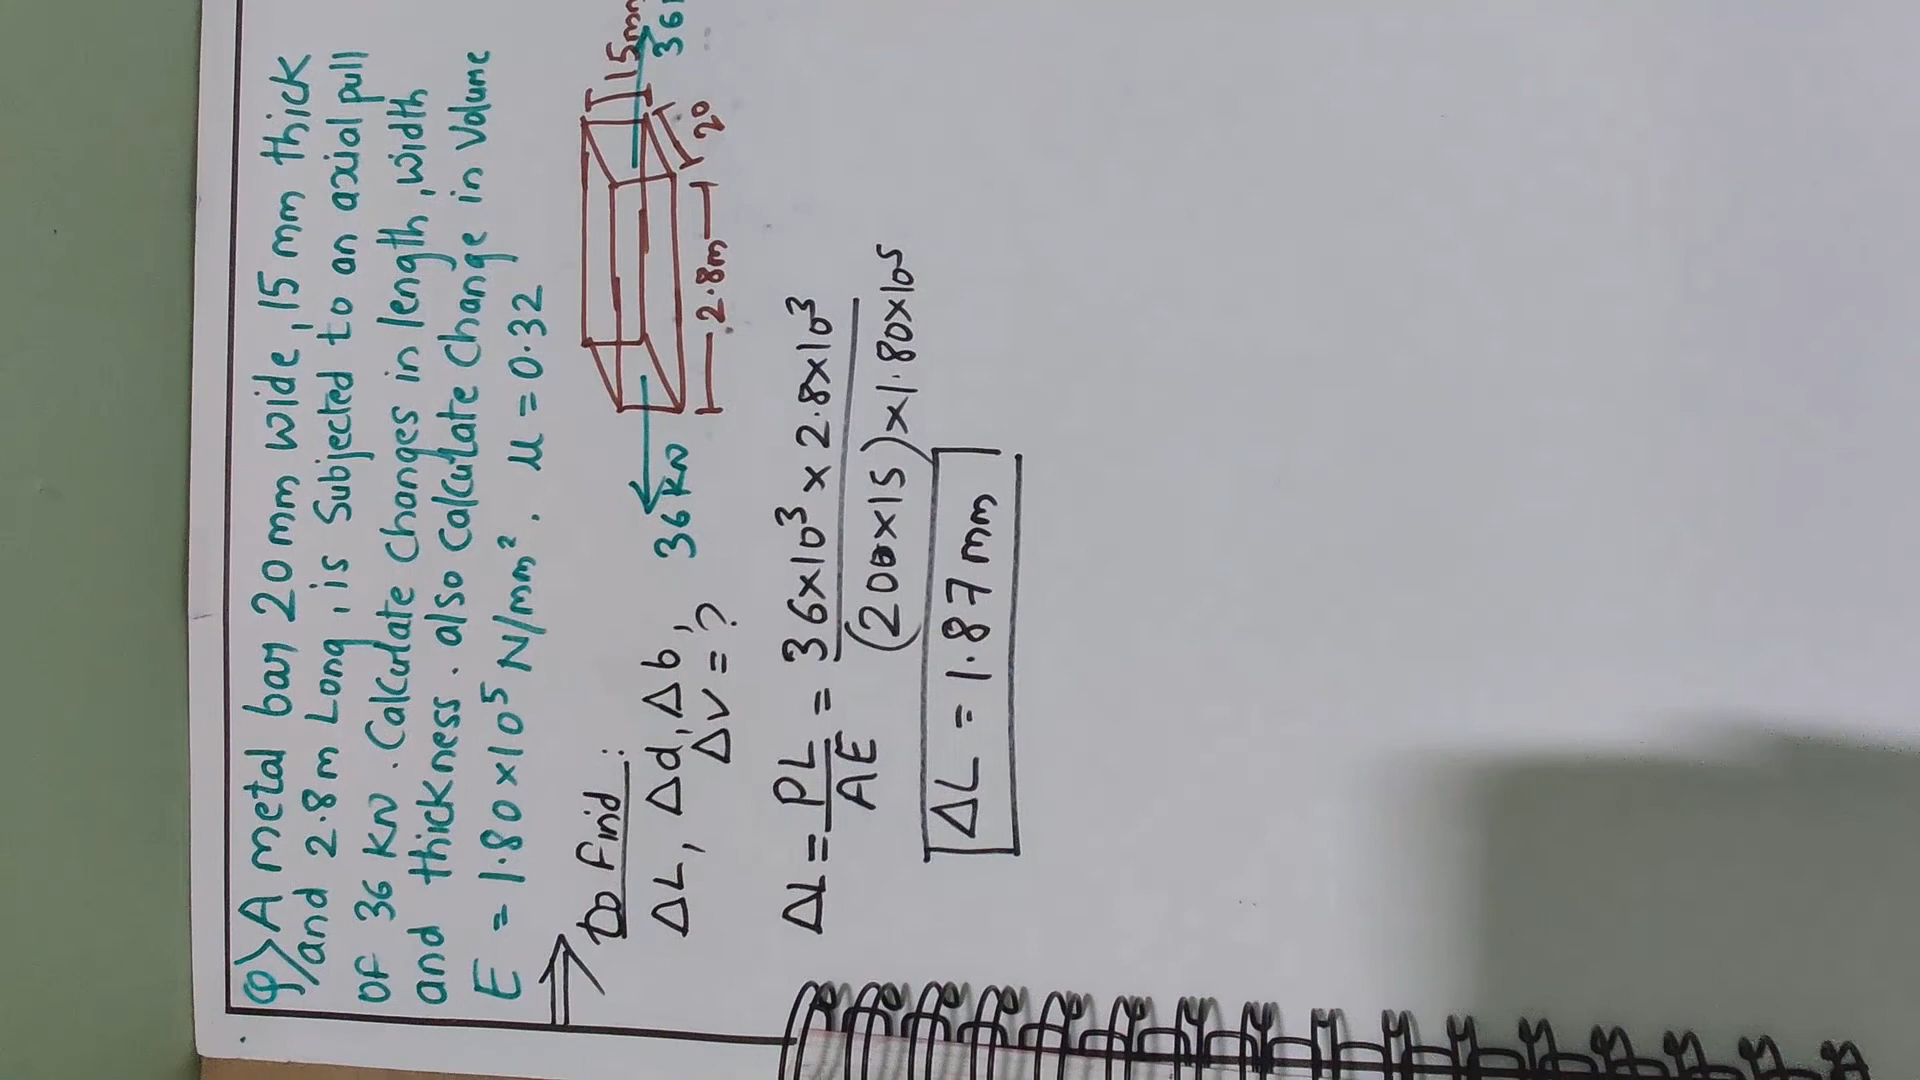 Q> A metal bar 20 mm wide, 15 mm thick
and 2.8 m Long, is Subjected to an axial pull
of 36 KN. Calculate changes in length, width
and thickness. also calculate change in Volume
E = 1.80×10⁵ N/mm². μ = 0.32
⇒ to find:
ΔL, Δd, Δb,
ΔV = ?
36 KN
2.8m
20
15mm
ΔL = PL/AE = 36×10³ × 2.8×10³ / (200×15) × 1.80×10⁵
ΔL = 1.87 mm